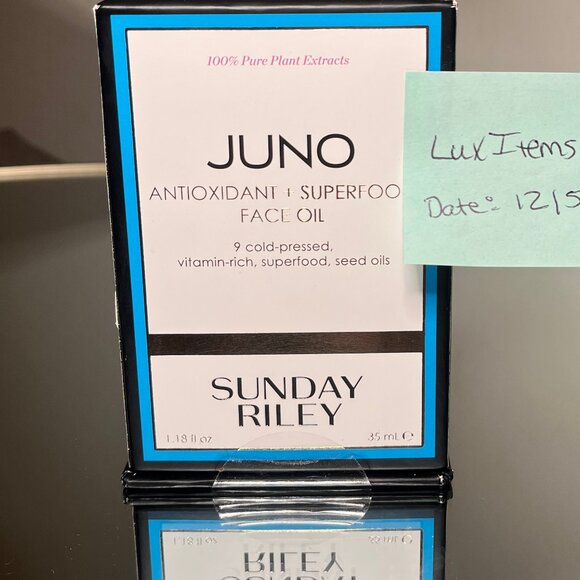 100% Pure Plant Extracts
JUNO
ANTIOXIDANT + SUPERFOO
FACE OIL
9 cold-pressed,
vitamin-rich, superfood, seed oils
SUNDAY
RILEY
1.18 fl oz 35 mL ℮
Lux Items
Date: 12/5